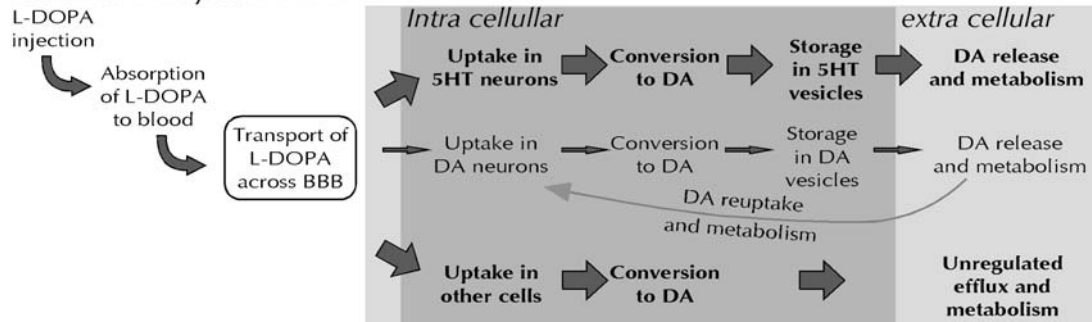 L-DOPA
injection
Absorption
of L-DOPA
to blood
Transport of
L-DOPA
across BBB
Intra cellullar
extra cellular
Uptake in
5HT neurons
Conversion
to DA
Storage
in 5HT
vesicles
DA release
and metabolism
Uptake in
DA neurons
Conversion
to DA
Storage
in DA
vesicles
DA release
and metabolism
DA reuptake
and metabolism
Uptake in
other cells
Conversion
to DA
Unregulated
efflux and
metabolism